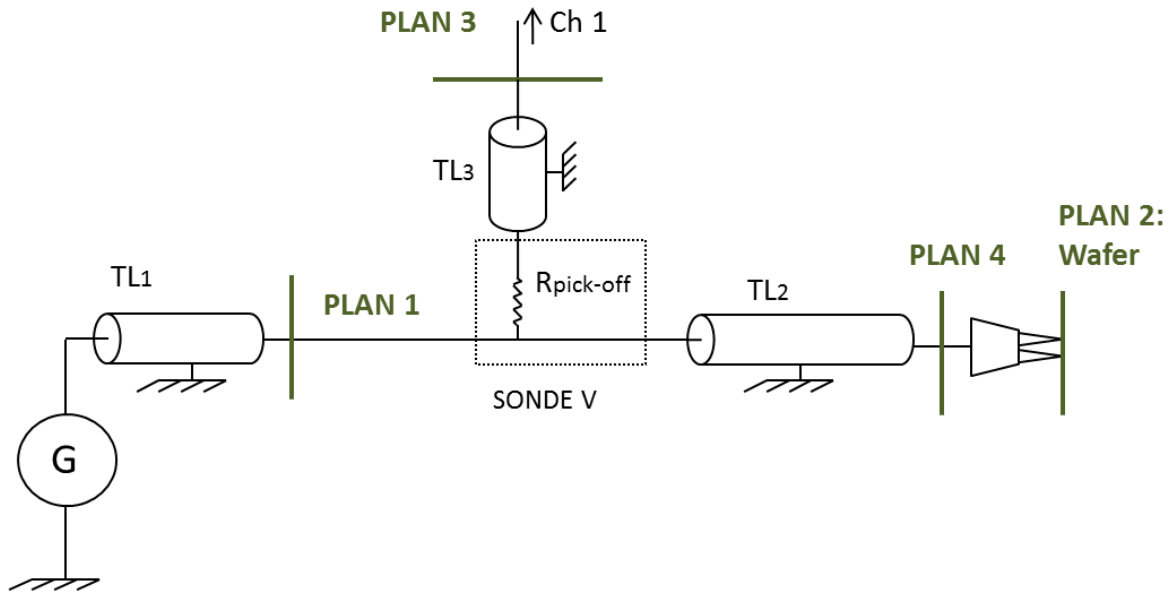 PLAN 3
Ch 1
TL3
PLAN 2:
Wafer
PLAN 4
Rpick-off
TL1
TL2
PLAN 1
SONDE V
G